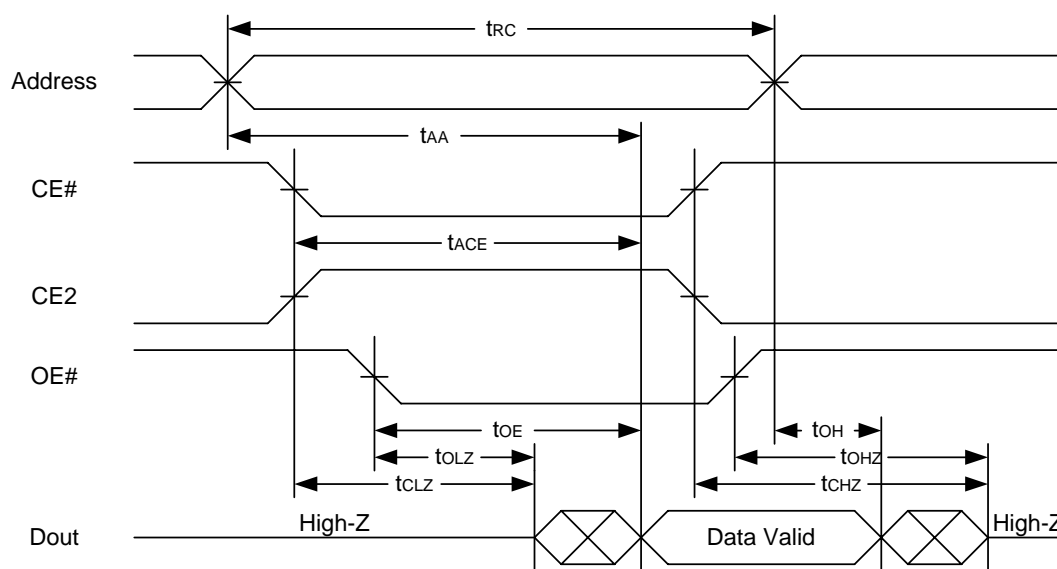 tRC
Address
tAA
CE#
tACE
CE2
OE#
tOE
tOH
tOLZ
tOHZ
tCLZ
tCHZ
High-Z
High-Z
Dout
Data Valid